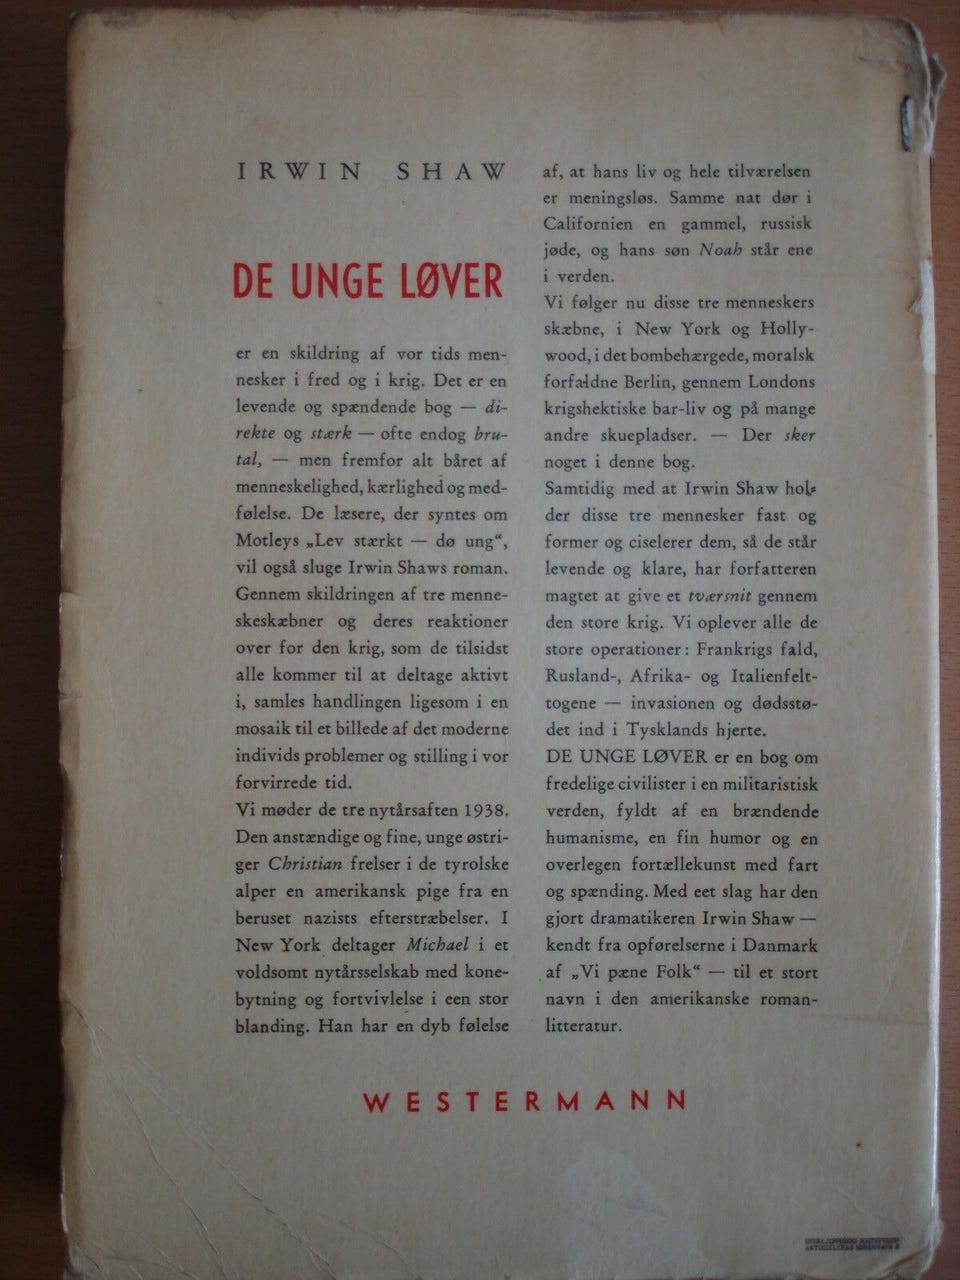 IRWIN SHAW
DE UNGE LØVER
er en skildring af vor tids men-
nesker i fred og i krig. Det er en
levende og spændende bog — di-
rekte og stærk — ofte endog bru-
tal, — men fremfor alt båret af
menneskelighed, kærlighed og med-
følelse. De læsere, der syntes om
Motleys „Lev stærkt — dø ung“,
vil også sluge Irwin Shaws roman.
Gennem skildringen af tre menne-
skeskæbner og deres reaktioner
over for den krig, som de tilsidst
alle kommer til at deltage aktivt
i, samles handlingen ligesom i en
mosaik til et billede af det moderne
individs problemer og stilling i vor
forvirrede tid.
Vi møder de tre nytårsaften 1938.
Den anstændige og fine, unge østri-
ger Christian frelser i de tyrolske
alper en amerikansk pige fra en
beruset nazists efterstræbelser. I
New York deltager Michael i et
voldsomt nytårsselskab med kone-
bytning og fortvivlelse i een stor
blanding. Han har en dyb følelse
af, at hans liv og hele tilværelsen
er meningsløs. Samme nat dør i
Californien en gammel, russisk
jøde, og hans søn Noah står ene
i verden.
Vi følger nu disse tre menneskers
skæbne, i New York og Holly-
wood, i det bombehærgede, moralsk
forfaldne Berlin, gennem Londons
krigshektiske bar-liv og på mange
andre skuepladser. — Der sker
noget i denne bog.
Samtidig med at Irwin Shaw hol-
der disse tre mennesker fast og
former og ciselerer dem, så de står
levende og klare, har forfatteren
magtet at give et tværsnit gennem
den store krig. Vi oplever alle de
store operationer: Frankrigs fald,
Rusland-, Afrika- og Italienfelt-
togene — invasionen og dødsstø-
det ind i Tysklands hjerte.
DE UNGE LØVER er en bog om
fredelige civilister i en militaristisk
verden, fyldt af en brændende
humanisme, en fin humor og en
overlegen fortællekunst med fart
og spænding. Med eet slag har den
gjort dramatikeren Irwin Shaw —
kendt fra opførelserne i Danmark
af „Vi pæne Folk“ — til et stort
navn i den amerikanske roman-
litteratur.
WESTERMANN